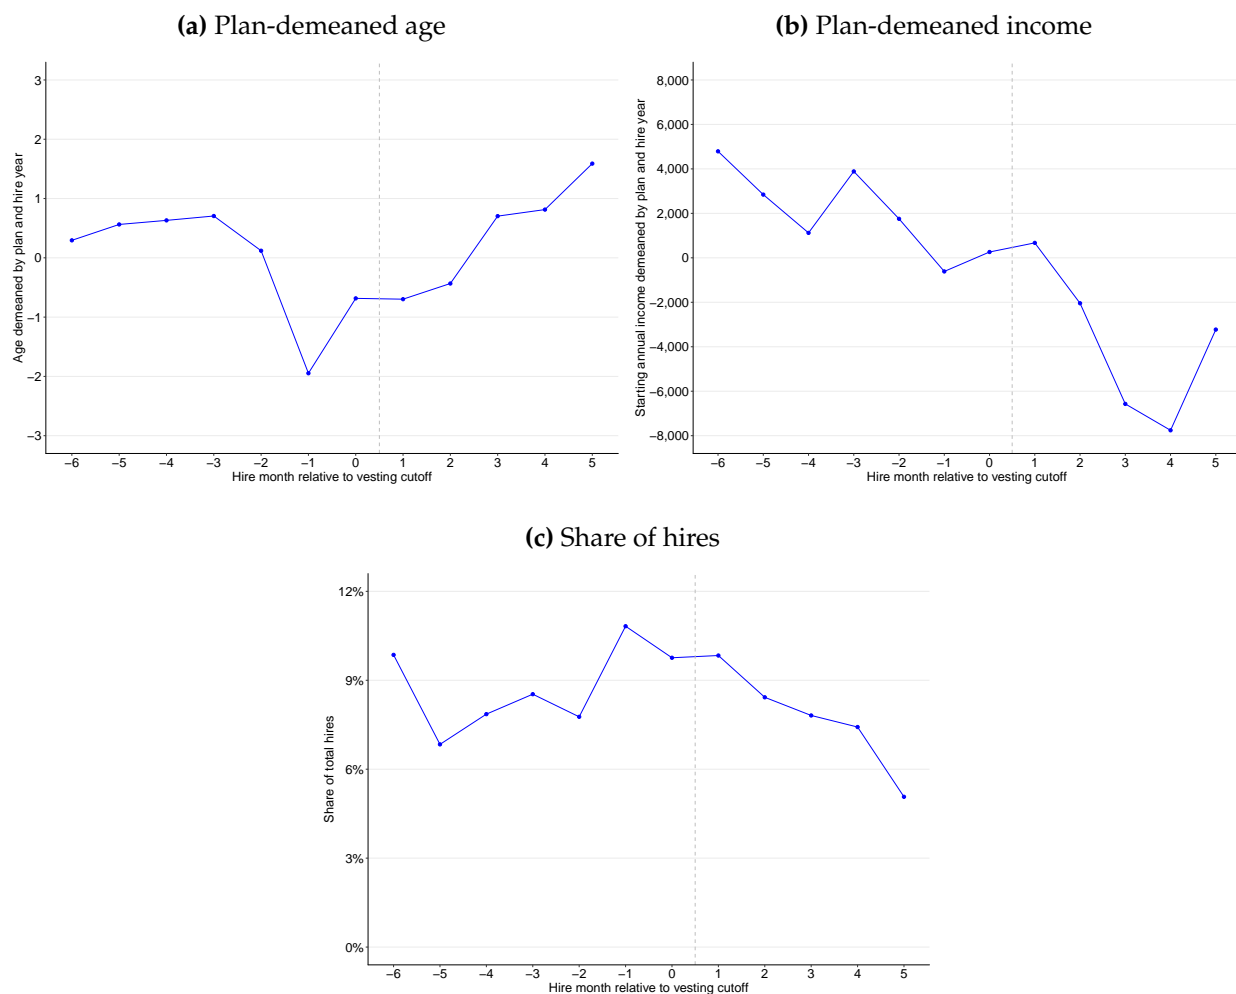 (a) Plan-demeaned age
Age demeaned by plan and hire year
3
2
1
0
−1
−2
−3
−6 −5 −4 −3 −2 −1 0 1 2 3 4 5
Hire month relative to vesting cutoff
(b) Plan-demeaned income
Starting annual income demeaned by plan and hire year
8,000
6,000
4,000
2,000
0
−2,000
−4,000
−6,000
−8,000
−6 −5 −4 −3 −2 −1 0 1 2 3 4 5
Hire month relative to vesting cutoff
(c) Share of hires
Share of total hires
12%
9%
6%
3%
0%
−6 −5 −4 −3 −2 −1 0 1 2 3 4 5
Hire month relative to vesting cutoff